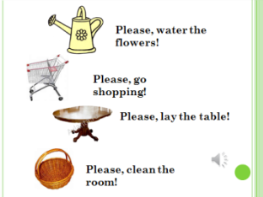 Please, water the
flowers!
Please, go
shopping!
Please, lay the table!
Please, clean the
room!